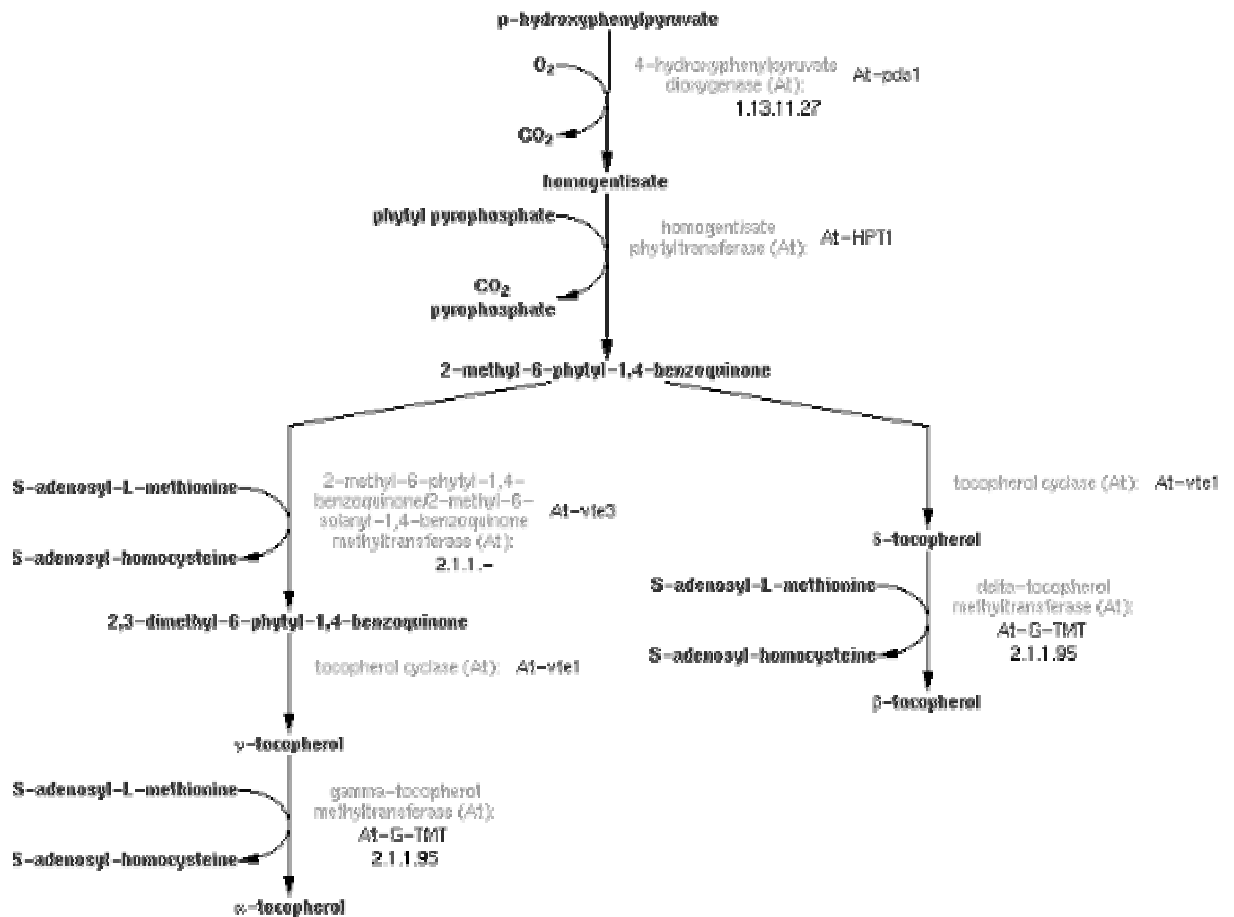 p-hydroxyphenylpyruvate
O₂
4-hydroxyphenylpyruvate
dioxygenase (At):
At-pds1
1.13.11.27
CO₂
homogentisate
phytyl pyrophosphate
homogentisate
phytyltransferase (At):
At-HPT1
CO₂
pyrophosphate
2-methyl-6-phytyl-1,4-benzoquinone
S-adenosyl-L-methionine
2-methyl-6-phytyl-1,4-
benzoquinone/2-methyl-6-
solanyl-1,4-benzoquinone
methyltransferase (At):
At-vte3
2.1.1.-
S-adenosyl-homocysteine
2,3-dimethyl-6-phytyl-1,4-benzoquinone
tocopherol cyclase (At): At-vte1
γ-tocopherol
S-adenosyl-L-methionine
gamma-tocopherol
methyltransferase (At):
At-G-TMT
2.1.1.95
S-adenosyl-homocysteine
α-tocopherol
tocopherol cyclase (At): At-vte1
δ-tocopherol
S-adenosyl-L-methionine
delta-tocopherol
methyltransferase (At):
At-G-TMT
2.1.1.95
S-adenosyl-homocysteine
β-tocopherol